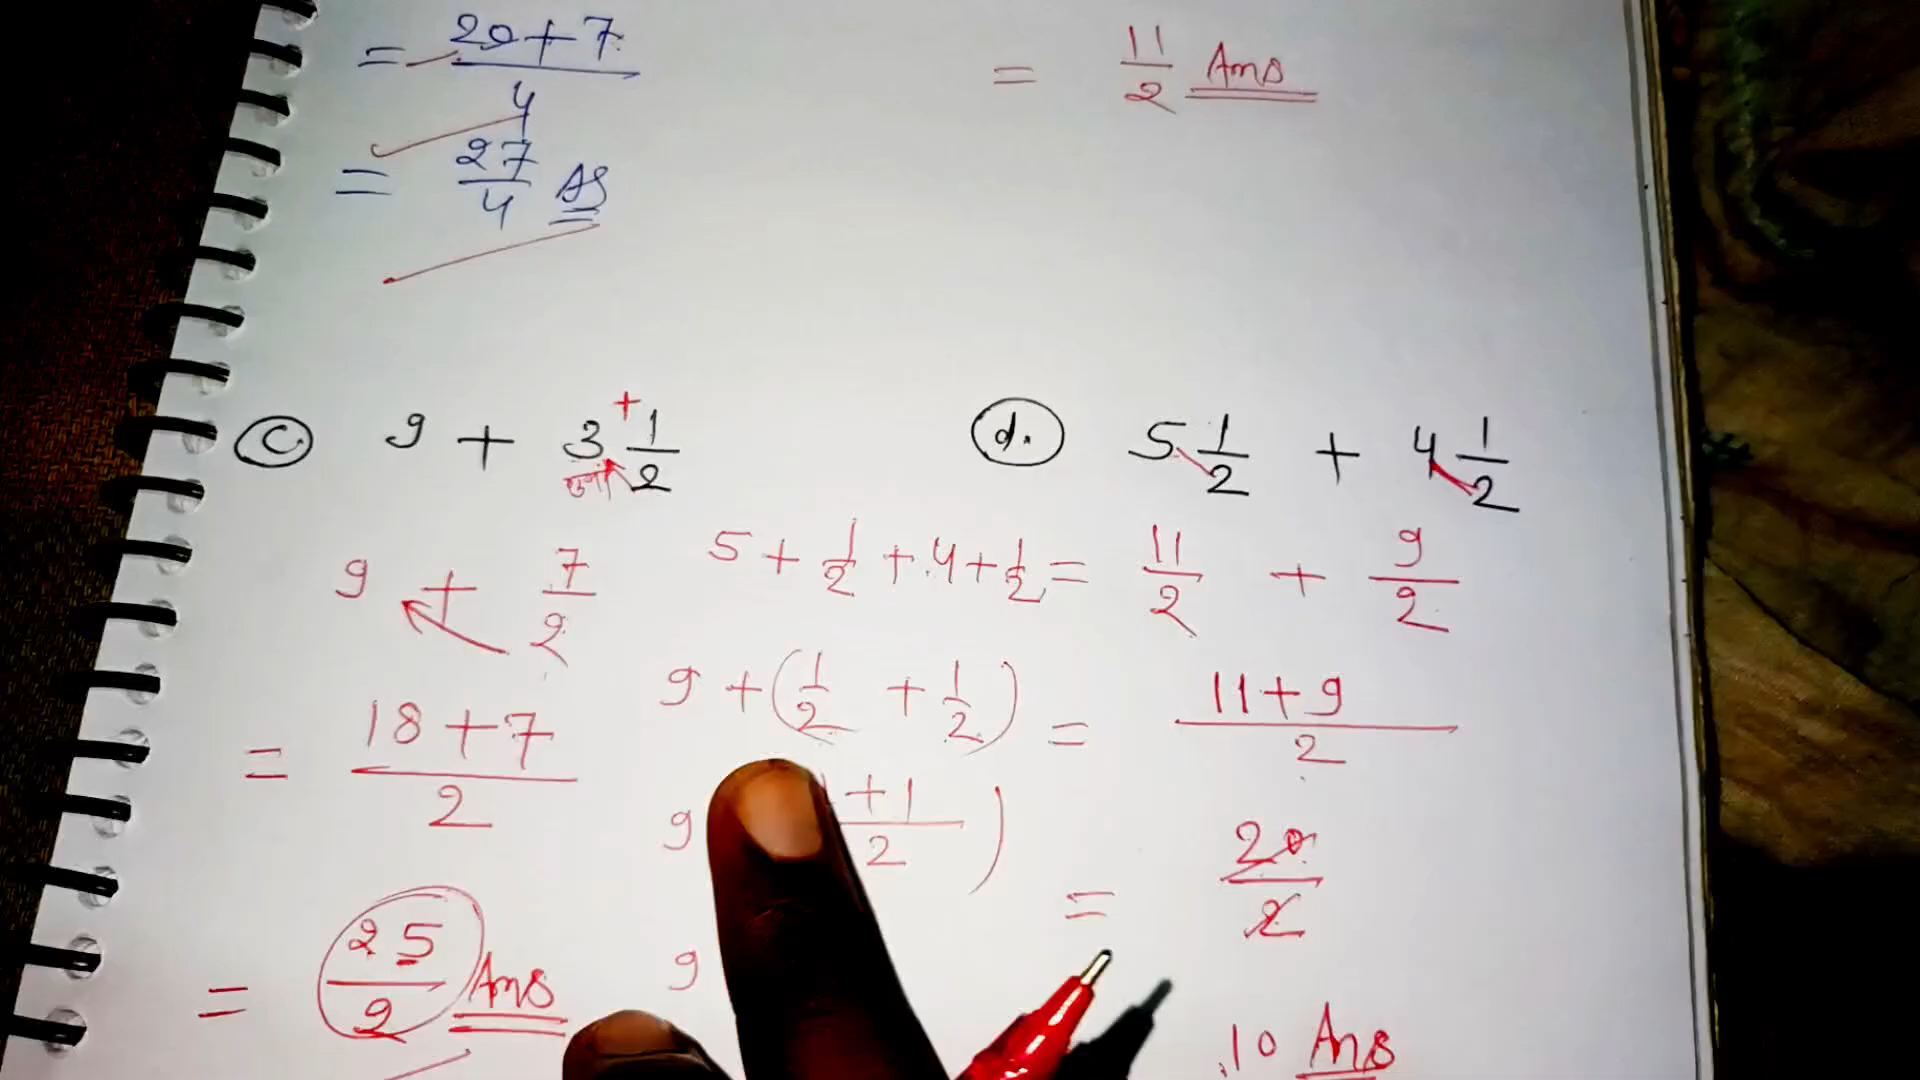 = 20+7/4
= 27/4 AS
= 11/2 Ans
(c) 9 + 3 1/2
+
9 + 7/2
= 18+7/2
= 25/2 Ans
(d.) 5 1/2 + 4 1/2
5 + 1/2 + 4 + 1/2 = 11/2 + 9/2
9 + (1/2 + 1/2) = 11+9/2
9 +1/2 ) = 20/2
9
10 Ans